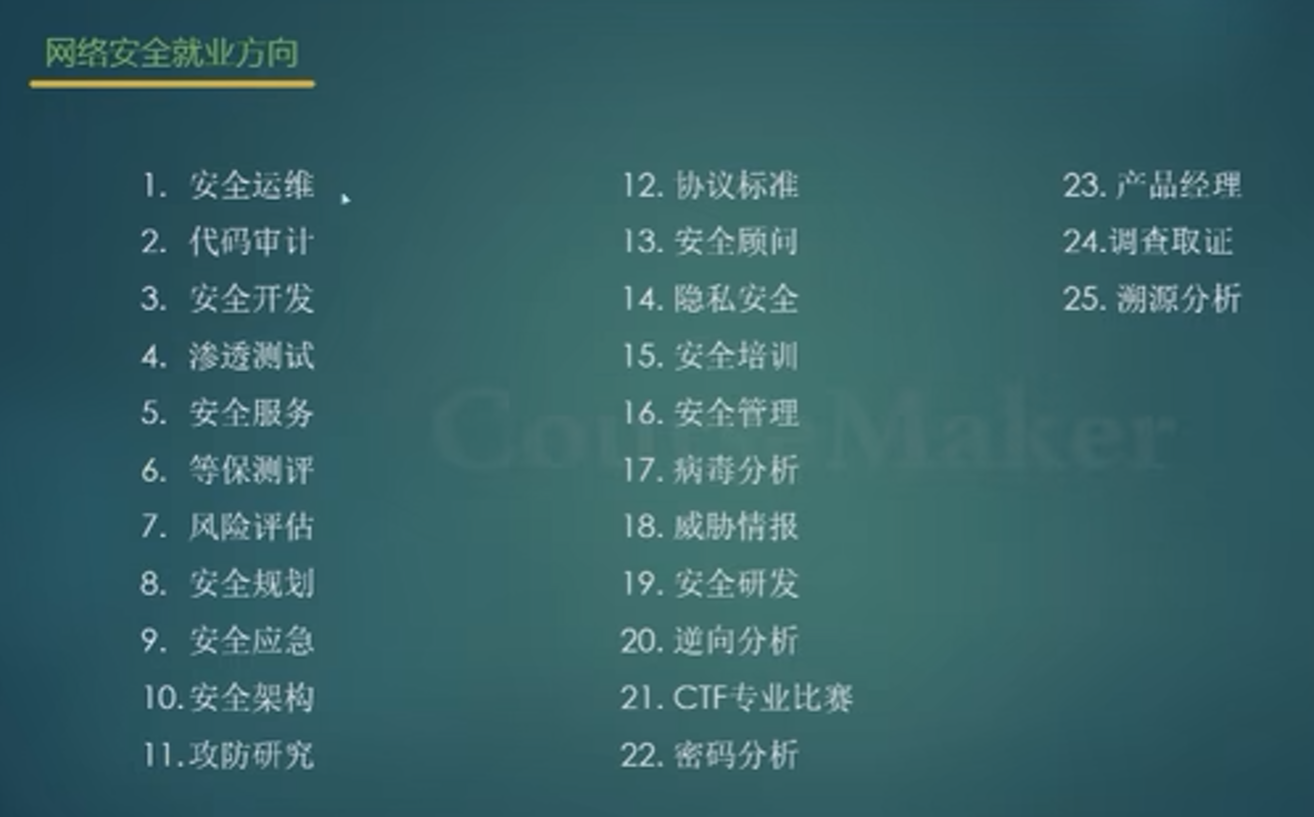 网络安全就业方向
1. 安全运维
2. 代码审计
3. 安全开发
4. 渗透测试
5. 安全服务
6. 等保测评
7. 风险评估
8. 安全规划
9. 安全应急
10.安全架构
11.攻防研究
12. 协议标准
13. 安全顾问
14. 隐私安全
15. 安全培训
16. 安全管理
17. 病毒分析
18. 威胁情报
19. 安全研发
20. 逆向分析
21. CTF专业比赛
22. 密码分析
23. 产品经理
24.调查取证
25. 溯源分析